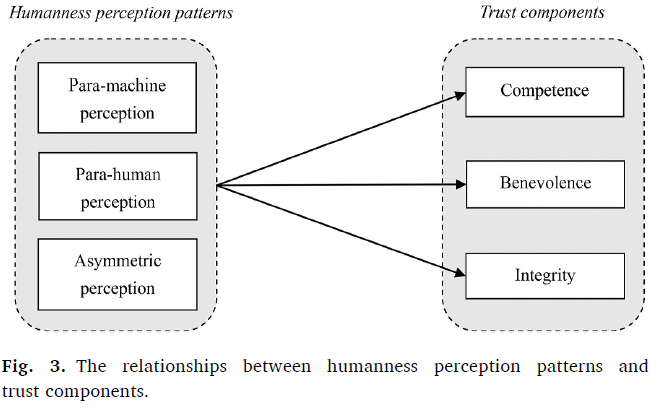 Humanness perception patterns
Trust components
Para-machine
perception
Para-human
perception
Asymmetric
perception
Competence
Benevolence
Integrity
Fig. 3. The relationships between humanness perception patterns and
trust components.